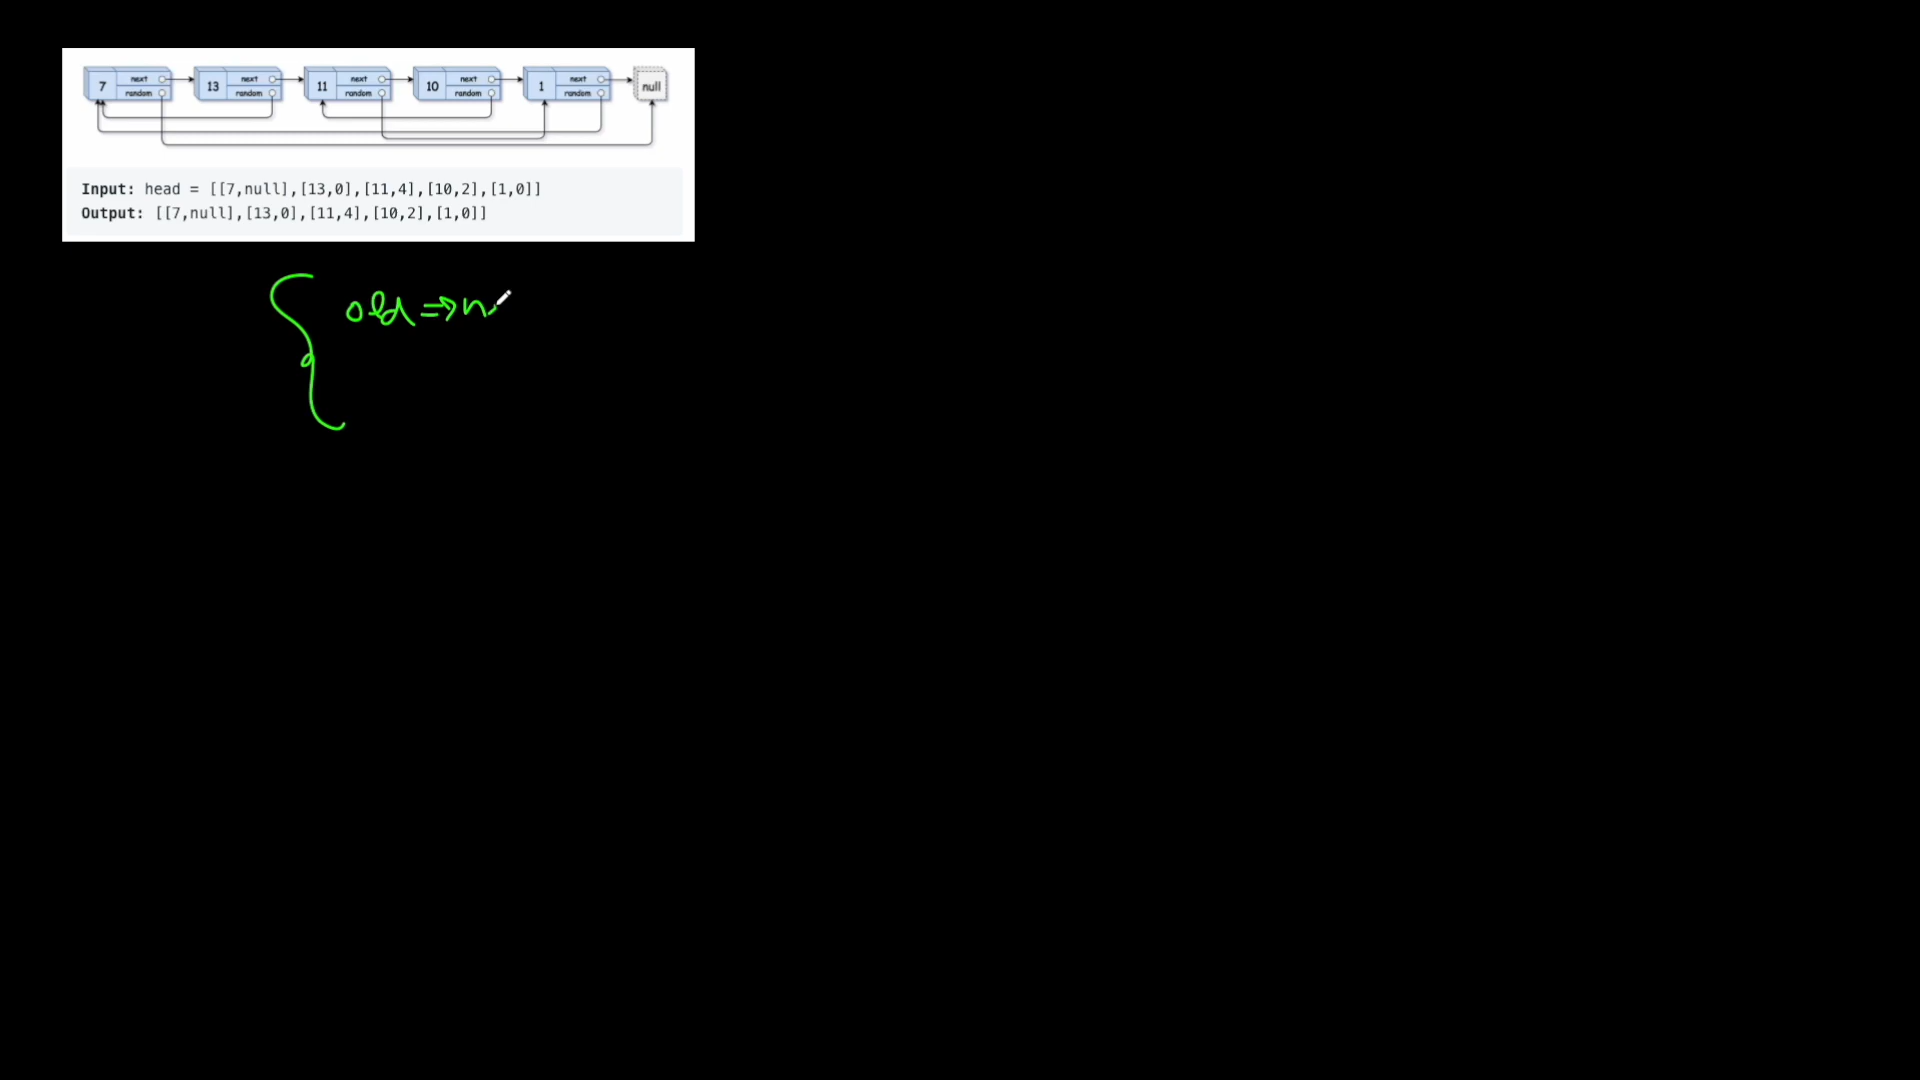 7 next random 13 next random 11 next random 10 next random 1 next random null
Input: head = [[7,null],[13,0],[11,4],[10,2],[1,0]]
Output: [[7,null],[13,0],[11,4],[10,2],[1,0]]
{ old => n